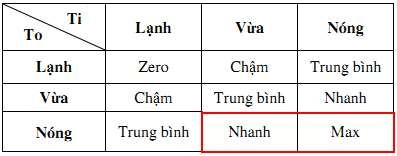 Ti
To
Lạnh Vừa Nóng
Lạnh Zero Chậm Trung bình
Vừa Chậm Trung bình Nhanh
Nóng Trung bình Nhanh Max